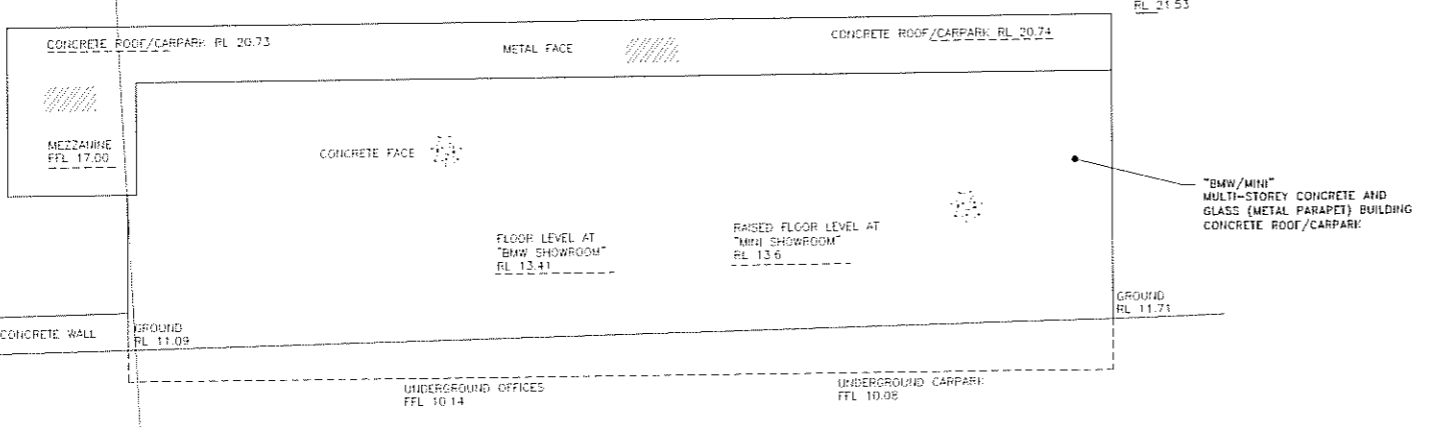 RL 21.53
CONCRETE ROOF/CARPARK RL 20.73
METAL FACE
CONCRETE ROOF/CARPARK RL 20.74
MEZZANINE
FFL 17.00
CONCRETE FACE
"BMW/MINI"
MULTI-STOREY CONCRETE AND
GLASS (METAL PARAPET) BUILDING
CONCRETE ROOF/CARPARK
FLOOR LEVEL AT
"BMW SHOWROOM"
RL 13.41
RAISED FLOOR LEVEL AT
"MINI SHOWROOM"
RL 13.6
GROUND
RL 11.71
CONCRETE WALL
GROUND
RL 11.09
UNDERGROUND OFFICES
FFL 10.14
UNDERGROUND CARPARK
FFL 10.08